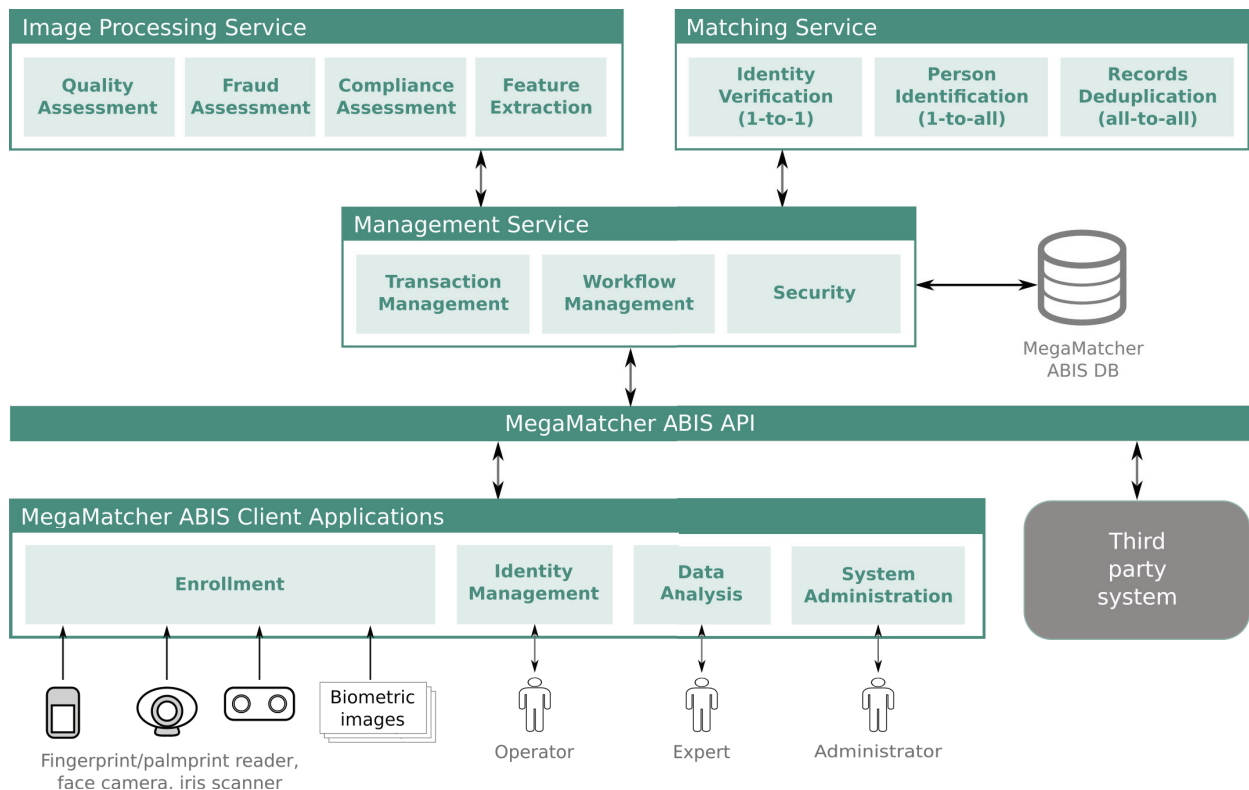 Image Processing Service
Quality
Assessment
Fraud
Assessment
Compliance
Assessment
Feature
Extraction
Matching Service
Identity
Verification
(1-to-1)
Person
Identification
(1-to-all)
Records
Deduplication
(all-to-all)
Management Service
Transaction
Management
Workflow
Management
Security
MegaMatcher
ABIS DB
MegaMatcher ABIS API
MegaMatcher ABIS Client Applications
Enrollment
Identity
Management
Data
Analysis
System
Administration
Third
party
system
Biometric
images
Fingerprint/palmprint reader,
face camera, iris scanner
Operator
Expert
Administrator